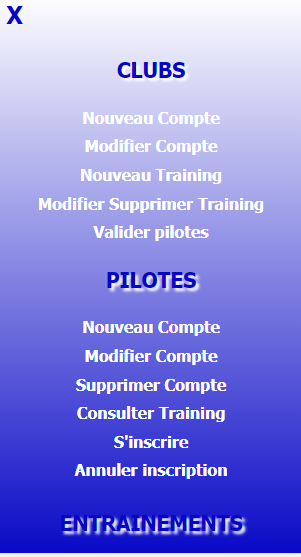 X
CLUBS
Nouveau Compte
Modifier Compte
Nouveau Training
Modifier Supprimer Training
Valider pilotes
PILOTES
Nouveau Compte
Modifier Compte
Supprimer Compte
Consulter Training
S'inscrire
Annuler inscription
ENTRAINEMENTS